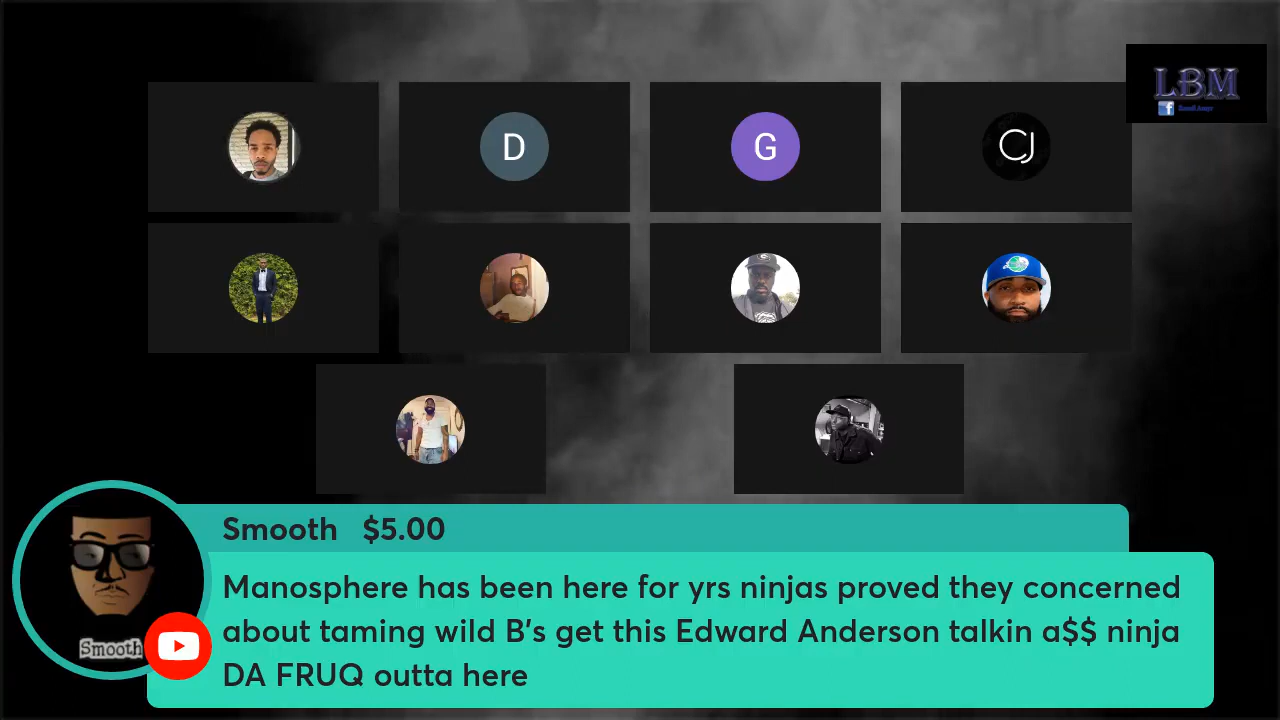 LBM
D
G
CJ
Smooth $5.00
Manosphere has been here for yrs ninjas proved they concerned
about taming wild B's get this Edward Anderson talkin a$$ ninja
DA FRUQ outta here
Smooth